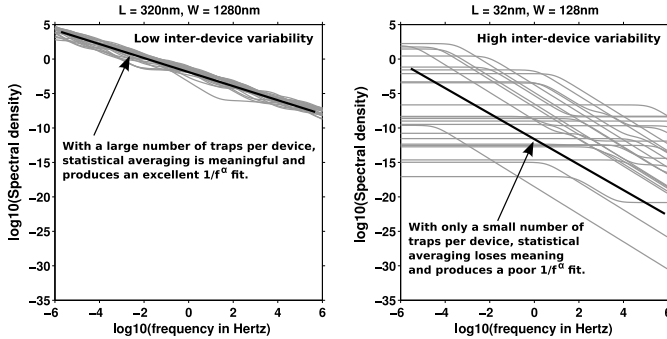 L = 320nm, W = 1280nm
Low inter-device variability
With a large number of traps per device,
statistical averaging is meaningful and
produces an excellent 1/f^α fit.
log10(Spectral density)
5
0
−5
−10
−15
−20
−25
−30
−35
−6
−4
−2
0
2
4
6
log10(frequency in Hertz)
L = 32nm, W = 128nm
High inter-device variability
With only a small number of
traps per device, statistical
averaging loses meaning
and produces a poor 1/f^α fit.
log10(Spectral density)
5
0
−5
−10
−15
−20
−25
−30
−35
−6
−4
−2
0
2
4
6
log10(frequency in Hertz)